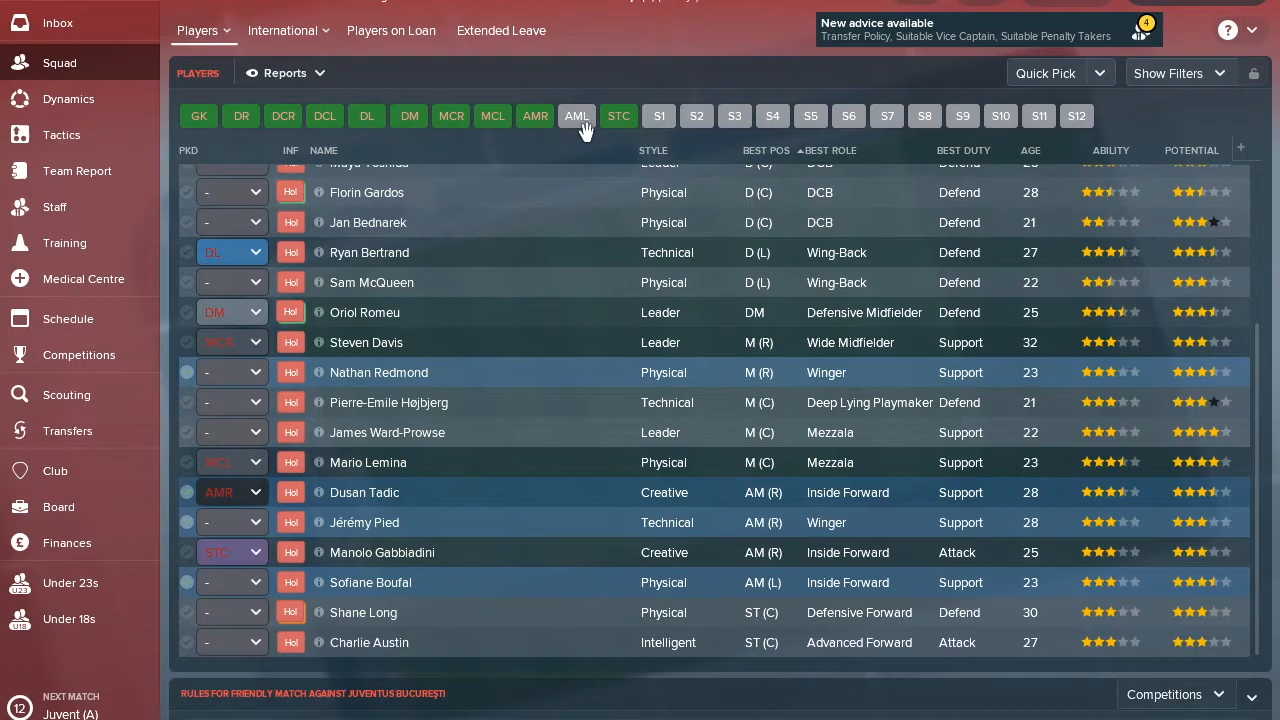 Inbox
Squad
Dynamics
Tactics
Team Report
Staff
Training
Medical Centre
Schedule
Competitions
Scouting
Transfers
Club
Board
Finances
U23 Under 23s
U18 Under 18s
12 NEXT MATCH
Juvent (A)
Players International Players on Loan Extended Leave
New advice available
Transfer Policy, Suitable Vice Captain, Suitable Penalty Takers
4
?
PLAYERS Reports Quick Pick Show Filters
GK DR DCR DCL DL DM MCR MCL AMR AML STC S1 S2 S3 S4 S5 S6 S7 S8 S9 S10 S11 S12
PKD INF NAME STYLE BEST POS BEST ROLE BEST DUTY AGE ABILITY POTENTIAL +
- Hol Florin Gardos Physical D (C) DCB Defend 28
- Hol Jan Bednarek Physical D (C) DCB Defend 21
DL Hol Ryan Bertrand Technical D (L) Wing-Back Defend 27
- Hol Sam McQueen Physical D (L) Wing-Back Defend 22
DM Hol Oriol Romeu Leader DM Defensive Midfielder Defend 25
MCR Hol Steven Davis Leader M (R) Wide Midfielder Support 32
- Hol Nathan Redmond Physical M (R) Winger Support 23
- Hol Pierre-Emile Højbjerg Technical M (C) Deep Lying Playmaker Defend 21
- Hol James Ward-Prowse Leader M (C) Mezzala Support 22
MCL Hol Mario Lemina Physical M (C) Mezzala Support 23
AMR Hol Dusan Tadic Creative AM (R) Inside Forward Support 28
- Hol Jérémy Pied Technical AM (R) Winger Support 28
STC Hol Manolo Gabbiadini Creative AM (R) Inside Forward Attack 25
- Hol Sofiane Boufal Physical AM (L) Inside Forward Support 23
- Hol Shane Long Physical ST (C) Defensive Forward Defend 30
- Hol Charlie Austin Intelligent ST (C) Advanced Forward Attack 27
RULES FOR FRIENDLY MATCH AGAINST JUVENTUS BUCUREȘTI Competitions